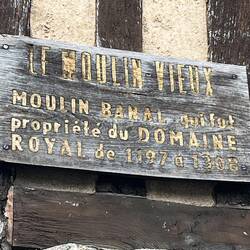 LE MOULIN VIEUX
MOULIN BANAL qui fut
propriété du DOMAINE
ROYAL de 1197 à 1308